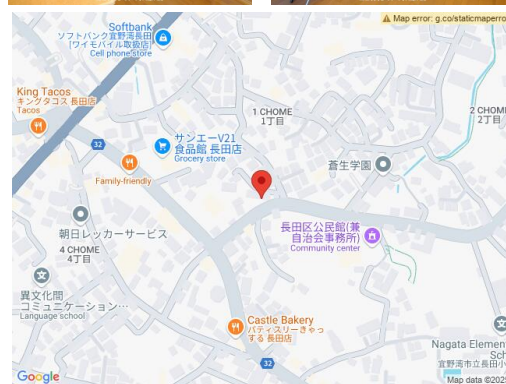 Map error: g.co/staticmaperro
Softbank
ソフトバンク宜野湾長田
[ワイモバイル取扱店]
Cell phone store
King Tacos
キングタコス 長田店
Tacos
1 CHOME
1丁目
2 CHOM
2丁目
32
サンエーV21
食品館 長田店
Grocery store
Family-friendly
蒼生学園
朝日レッカーサービス
長田区公民館(兼
自治会事務所)
Community center
4 CHOME
4丁目
異文化間
コミュニケーション…
Language school
Castle Bakery
パティスリーきゃっ
する 長田店
Nagata Elemen
Sch
宜野湾市立長田小
32
Google
Map data ©202